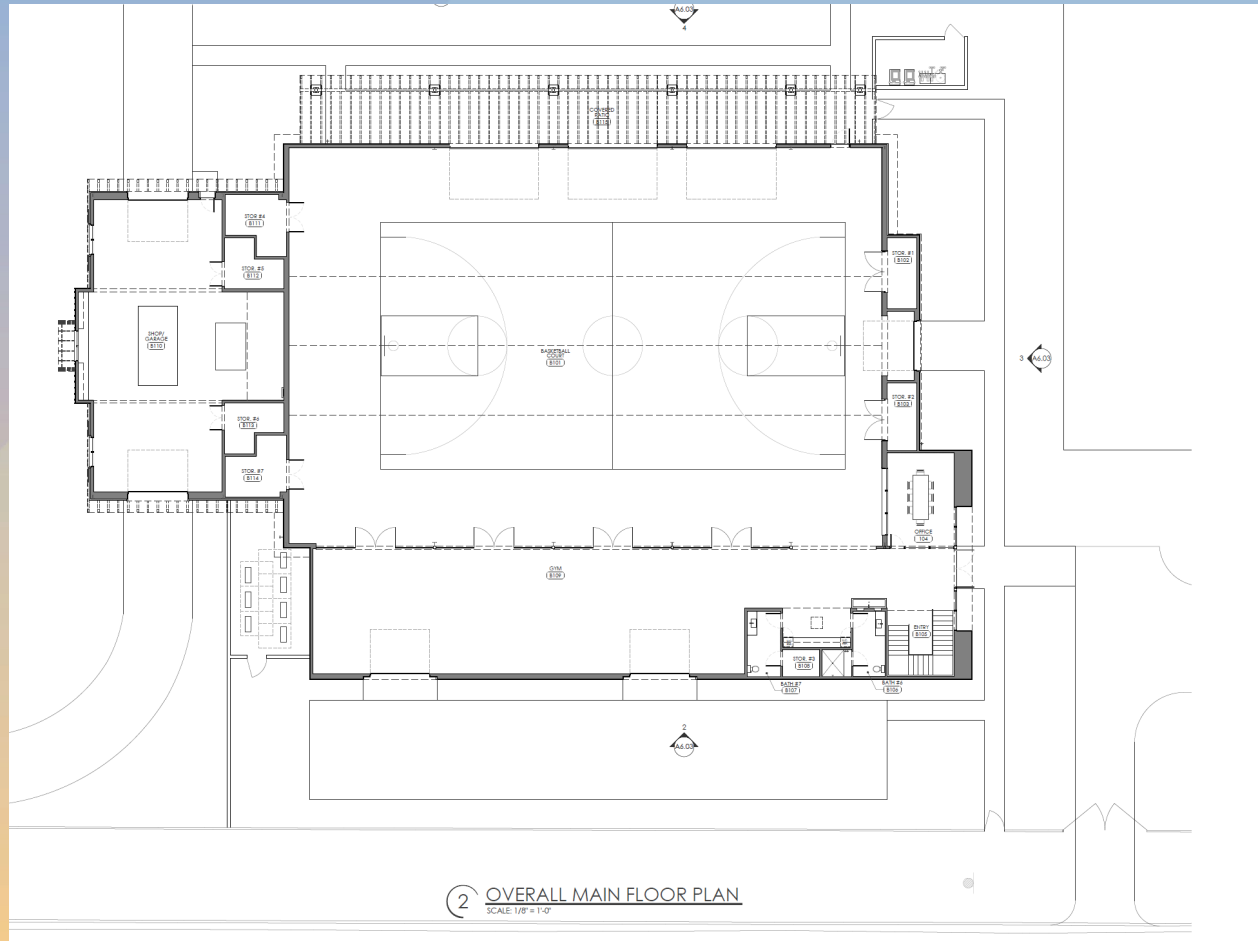 A6.03
4
COVERED
PATIO
B115
STOR #4
B111
STOR. #5
B112
STOR. #1
B102
SHOP/
GARAGE
B110
BASKETBALL
COURT
B101
3 A6.03
STOR. #6
B113
STOR. #2
B103
STOR. #7
B114
OFFICE
104
GYM
B109
ENTRY
B105
STOR. #3
B108
BATH #7
B107
BATH #6
B106
2
A6.03
2 OVERALL MAIN FLOOR PLAN
SCALE: 1/8" = 1'-0"